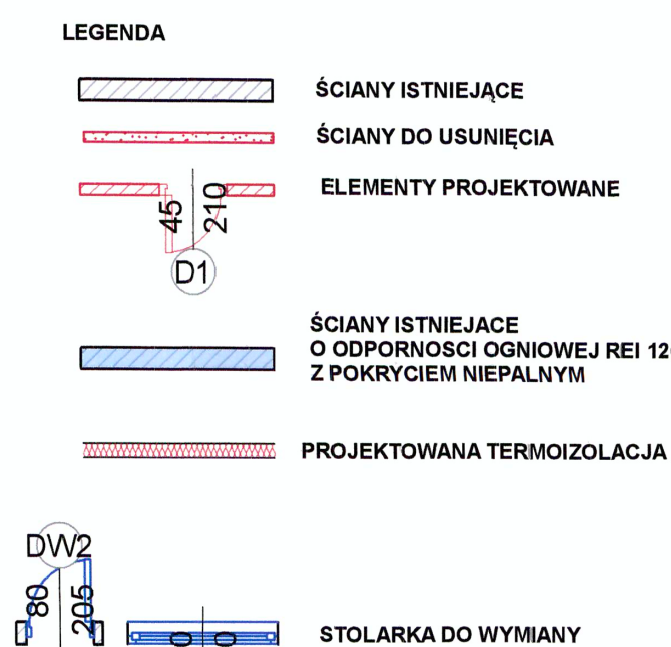 LEGENDA
ŚCIANY ISTNIEJĄCE
ŚCIANY DO USUNIĘCIA
ELEMENTY PROJEKTOWANE
45 210
D1
ŚCIANY ISTNIEJACE
O ODPORNOSCI OGNIOWEJ REI
Z POKRYCIEM NIEPALNYM
PROJEKTOWANA TERMOIZOLACJA
DW2
80 205
STOLARKA DO WYMIANY